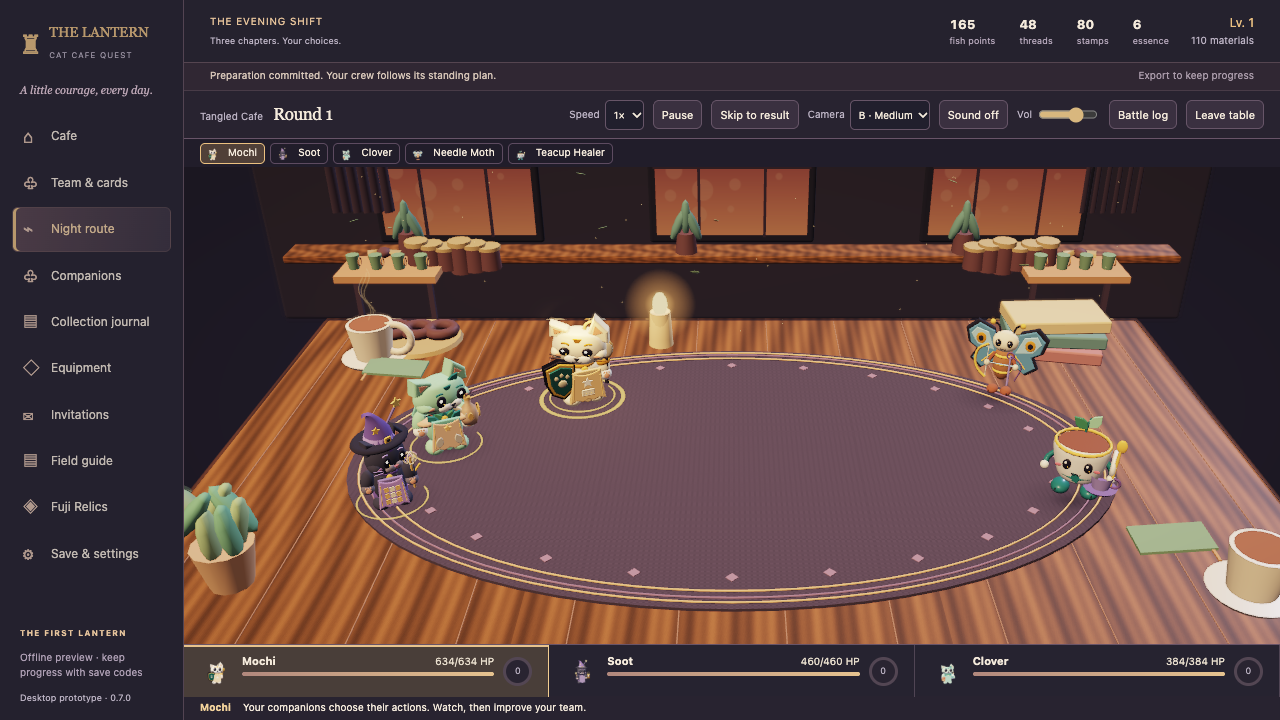 THE LANTERN
CAT CAFE QUEST
A little courage, every day.
Cafe
Team & cards
Night route
Companions
Collection journal
Equipment
Invitations
Field guide
Fuji Relics
Save & settings
THE FIRST LANTERN
Offline preview · keep
progress with save codes
Desktop prototype · 0.7.0
THE EVENING SHIFT
Three chapters. Your choices.
165 fish points
48 threads
80 stamps
6 essence
Lv. 1
110 materials
Preparation committed. Your crew follows its standing plan.
Export to keep progress
Tangled Cafe Round 1
Speed 1× Pause Skip to result Camera B · Medium Sound off Vol Battle log Leave table
Mochi Soot Clover Needle Moth Teacup Healer
Mochi 634/634 HP 0
Soot 460/460 HP 0
Clover 384/384 HP 0
Mochi Your companions choose their actions. Watch, then improve your team.